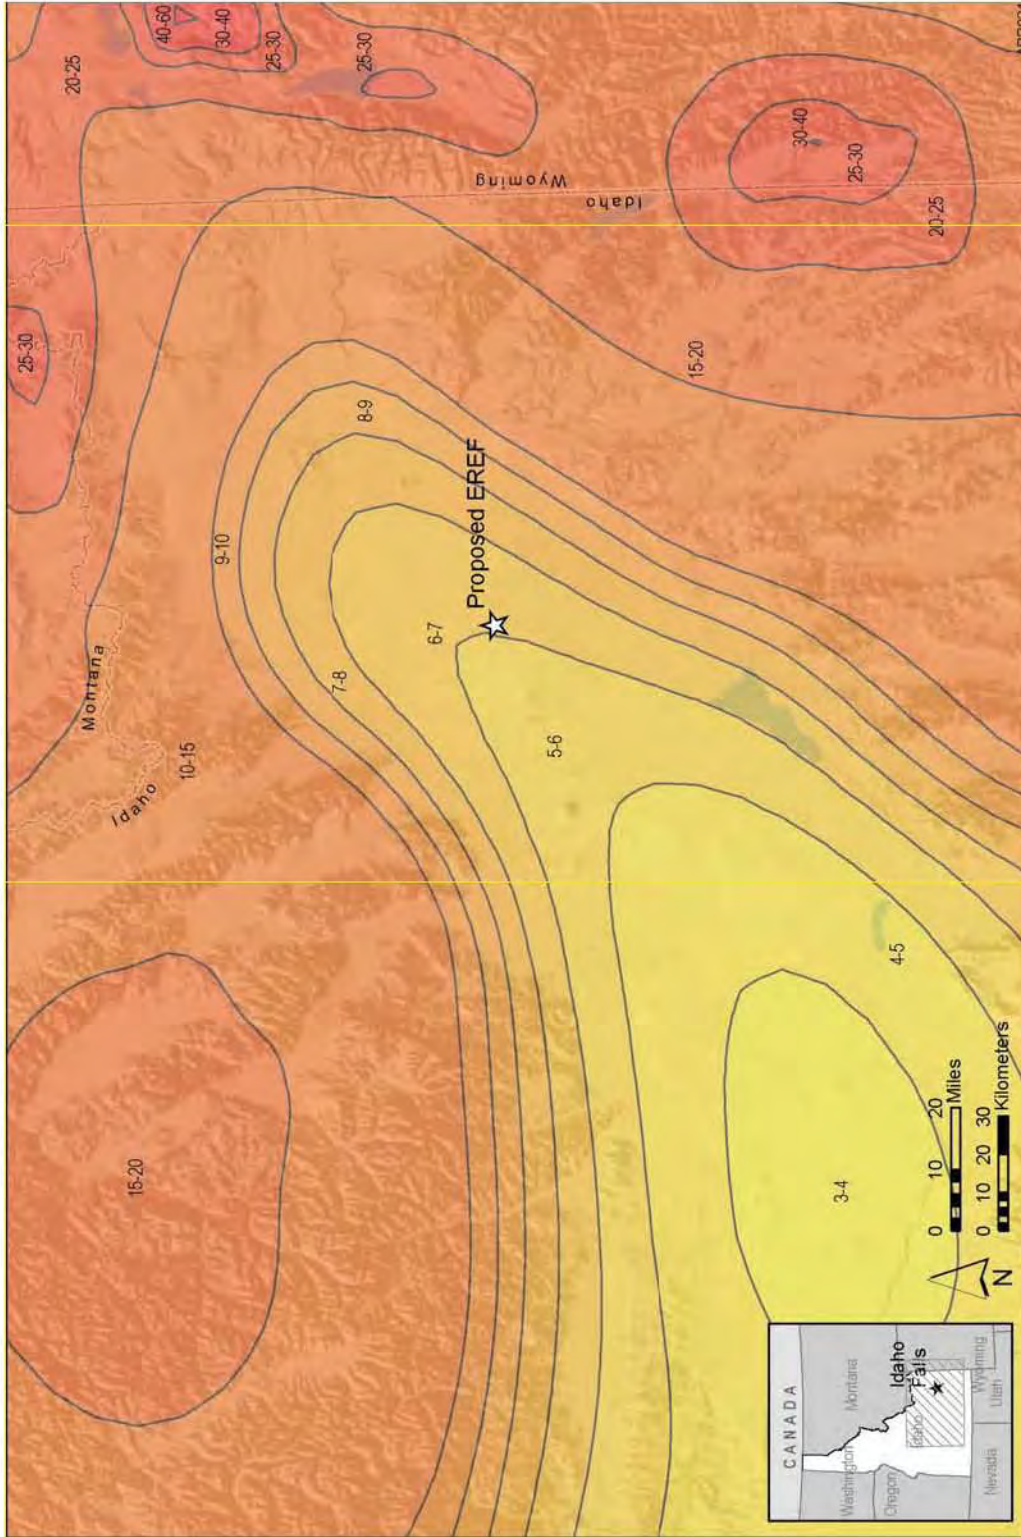 15-20
Idaho
10-15
Montana
25-30
20-25
40-60
30-40
25-30
25-30
9-10
7-8
6-7
8-9
Proposed EREF
Idaho
Wyoming
5-6
3-4
4-5
15-20
20-25
25-30
30-40
0 10 20
Miles
0 10 20 30
Kilometers
N
CANADA
Washington
Montana
Oregon
Idaho
Idaho
Falls
Wyoming
Nevada
Utah